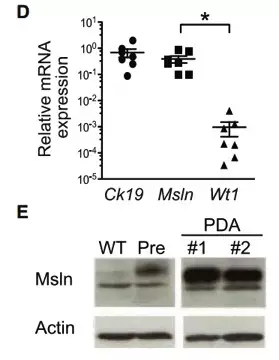 D
*
Relative mRNA
expression
10¹
10⁰
10⁻¹
10⁻²
10⁻³
10⁻⁴
10⁻⁵
Ck19 Msln Wt1
E
PDA
WT Pre #1 #2
Msln
Actin